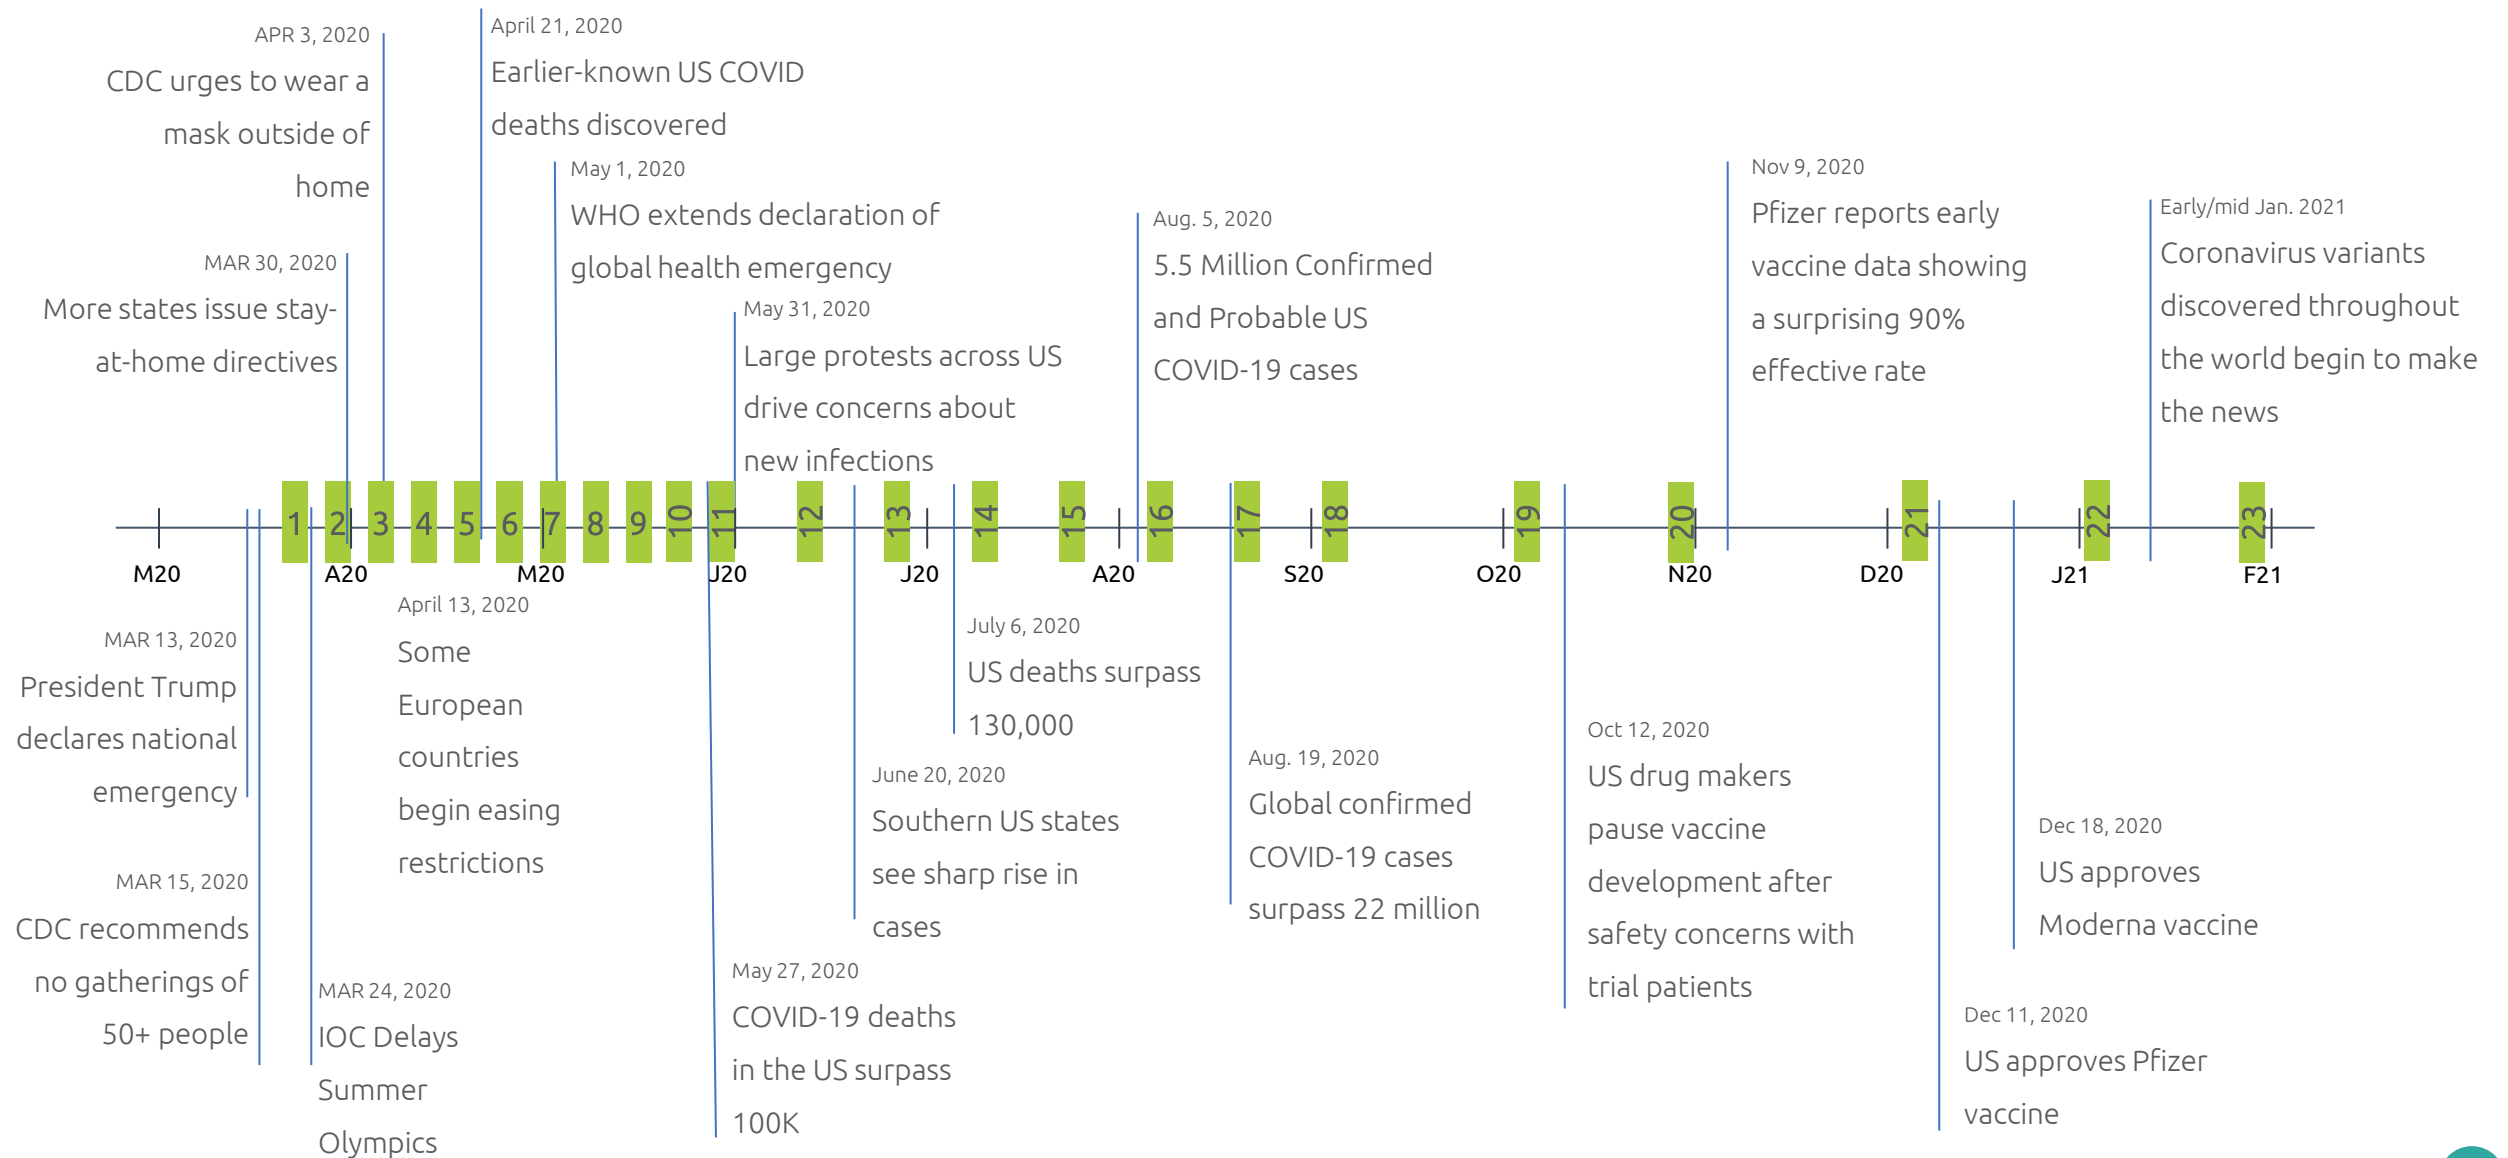 APR 3, 2020
CDC urges to wear a
mask outside of
home
April 21, 2020
Earlier-known US COVID
deaths discovered
May 1, 2020
WHO extends declaration of
global health emergency
MAR 30, 2020
More states issue stay-
at-home directives
May 31, 2020
Large protests across US
drive concerns about
new infections
Aug. 5, 2020
5.5 Million Confirmed
and Probable US
COVID-19 cases
Nov 9, 2020
Pfizer reports early
vaccine data showing
a surprising 90%
effective rate
Early/mid Jan. 2021
Coronavirus variants
discovered throughout
the world begin to make
the news
1 2 3 4 5 6 7 8 9 10 11 12 13 14 15 16 17 18 19 20 21 22 23
M20 A20 M20 J20 J20 A20 S20 O20 N20 D20 J21 F21
MAR 13, 2020
President Trump
declares national
emergency
MAR 15, 2020
CDC recommends
no gatherings of
50+ people
MAR 24, 2020
IOC Delays
Summer
Olympics
April 13, 2020
Some
European
countries
begin easing
restrictions
May 27, 2020
COVID-19 deaths
in the US surpass
100K
June 20, 2020
Southern US states
see sharp rise in
cases
July 6, 2020
US deaths surpass
130,000
Aug. 19, 2020
Global confirmed
COVID-19 cases
surpass 22 million
Oct 12, 2020
US drug makers
pause vaccine
development after
safety concerns with
trial patients
Dec 11, 2020
US approves Pfizer
vaccine
Dec 18, 2020
US approves
Moderna vaccine